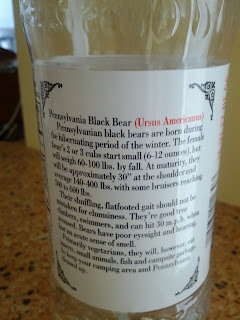 Pennsylvania Black Bear (Ursus Americanus)
Pennsylvanian black bears are born during
the hibernating period of the winter. The female
bear's 2 or 3 cubs start small (6-12 ounces), but
will weigh 60-100 lbs. by fall. At maturity, they
will be approximately 30" at the shoulder and
average 140-400 lbs. with some bruisers reaching
to 600 lbs.
Their shuffling, flatfooted gait should not be
mistaken for clumsiness. They're good tree
climbers, swimmers, and can hit 30 m.p.h. when
Bears have poor eyesight and hearing,
an acute sense of smell.
Primarily vegetarians, they will, however, eat
small animals, fish and campsite garbage
keep your camping area and Pennsylvania
up.